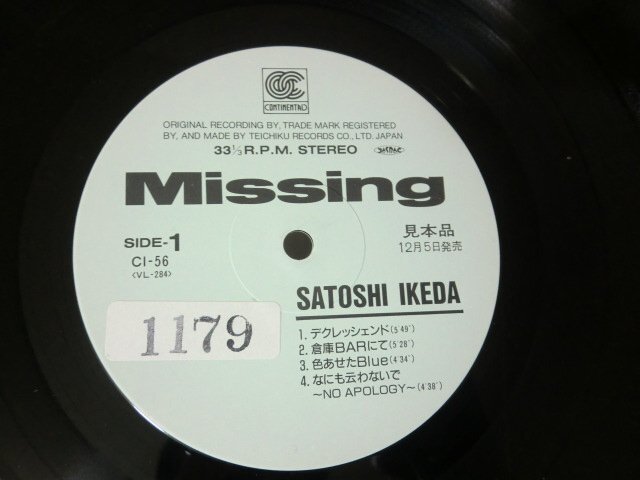 CONTINENTAL
ORIGINAL RECORDING BY, TRADE MARK REGISTERED
BY, AND MADE BY TEICHIKU RECORDS CO., LTD. JAPAN
33 1/3 R.P.M. STEREO
Missing
SIDE-1
CI-56
<VL-284>
見本品
12月5日発売
SATOSHI IKEDA
1179
1. デクレッシェンド(5'49")
2. 倉庫BARにて(5'28")
3. 色あせたBlue(4'34")
4. なにも云わないで
〜NO APOLOGY〜(4'38")